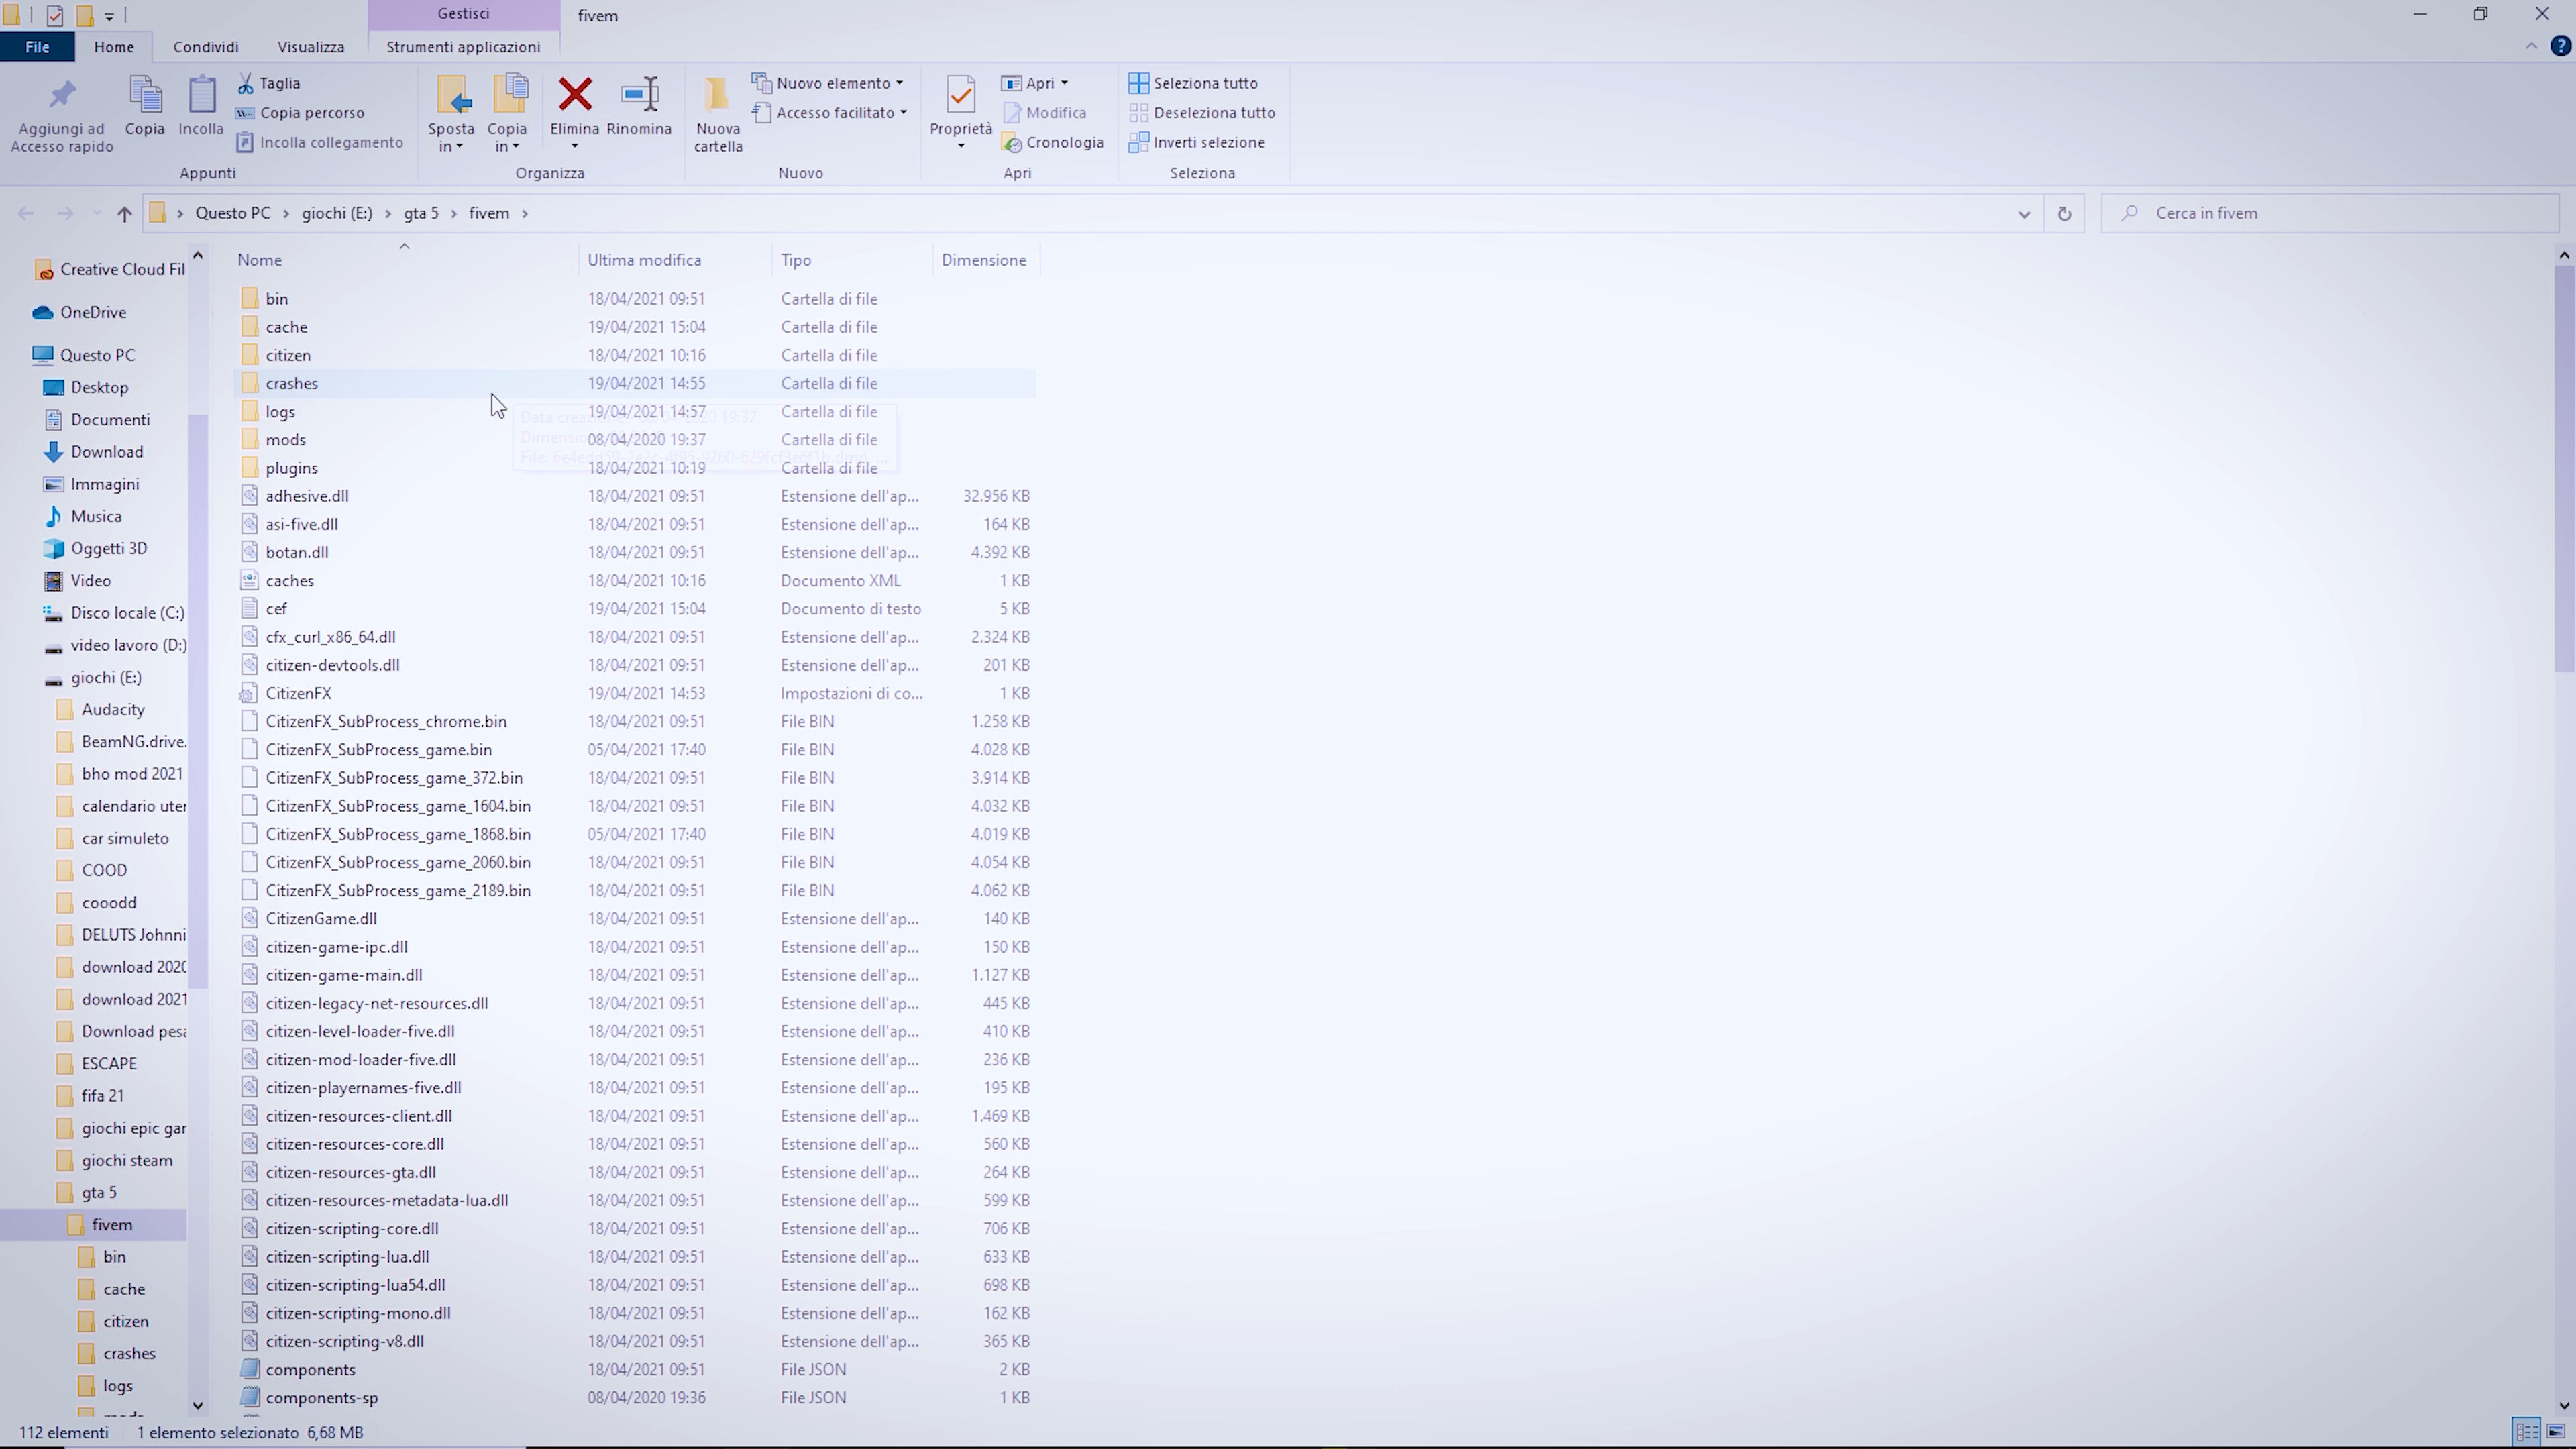 Gestisci
fivem
File
Home
Condividi
Visualizza
Strumenti applicazioni
Aggiungi ad Accesso rapido
Copia
Incolla
Taglia
Copia percorso
Incolla collegamento
Appunti
Sposta in
Copia in
Elimina
Rinomina
Organizza
Nuova cartella
Nuovo elemento
Accesso facilitato
Nuovo
Proprietà
Apri
Modifica
Cronologia
Apri
Seleziona tutto
Deseleziona tutto
Inverti selezione
Seleziona
Questo PC > giochi (E:) > gta 5 > fivem >
Cerca in fivem
Creative Cloud Fil
OneDrive
Questo PC
Desktop
Documenti
Download
Immagini
Musica
Oggetti 3D
Video
Disco locale (C:)
video lavoro (D:)
giochi (E:)
Audacity
BeamNG.drive.
bho mod 2021
calendario uter
car simuleto
COOD
cooodd
DELUTS Johnni
download 2020
download 2021
Download pesa
ESCAPE
fifa 21
giochi epic gar
giochi steam
gta 5
fivem
bin
cache
citizen
crashes
logs
Nome Ultima modifica Tipo Dimensione
bin 18/04/2021 09:51 Cartella di file
cache 19/04/2021 15:04 Cartella di file
citizen 18/04/2021 10:16 Cartella di file
crashes 19/04/2021 14:55 Cartella di file
logs 19/04/2021 14:57 Cartella di file
mods 08/04/2020 19:37 Cartella di file
plugins 18/04/2021 10:19 Cartella di file
adhesive.dll 18/04/2021 09:51 Estensione dell'ap... 32.956 KB
asi-five.dll 18/04/2021 09:51 Estensione dell'ap... 164 KB
botan.dll 18/04/2021 09:51 Estensione dell'ap... 4.392 KB
caches 18/04/2021 10:16 Documento XML 1 KB
cef 19/04/2021 15:04 Documento di testo 5 KB
cfx_curl_x86_64.dll 18/04/2021 09:51 Estensione dell'ap... 2.324 KB
citizen-devtools.dll 18/04/2021 09:51 Estensione dell'ap... 201 KB
CitizenFX 19/04/2021 14:53 Impostazioni di co... 1 KB
CitizenFX_SubProcess_chrome.bin 18/04/2021 09:51 File BIN 1.258 KB
CitizenFX_SubProcess_game.bin 05/04/2021 17:40 File BIN 4.028 KB
CitizenFX_SubProcess_game_372.bin 18/04/2021 09:51 File BIN 3.914 KB
CitizenFX_SubProcess_game_1604.bin 18/04/2021 09:51 File BIN 4.032 KB
CitizenFX_SubProcess_game_1868.bin 05/04/2021 17:40 File BIN 4.019 KB
CitizenFX_SubProcess_game_2060.bin 18/04/2021 09:51 File BIN 4.054 KB
CitizenFX_SubProcess_game_2189.bin 18/04/2021 09:51 File BIN 4.062 KB
CitizenGame.dll 18/04/2021 09:51 Estensione dell'ap... 140 KB
citizen-game-ipc.dll 18/04/2021 09:51 Estensione dell'ap... 150 KB
citizen-game-main.dll 18/04/2021 09:51 Estensione dell'ap... 1.127 KB
citizen-legacy-net-resources.dll 18/04/2021 09:51 Estensione dell'ap... 445 KB
citizen-level-loader-five.dll 18/04/2021 09:51 Estensione dell'ap... 410 KB
citizen-mod-loader-five.dll 18/04/2021 09:51 Estensione dell'ap... 236 KB
citizen-playernames-five.dll 18/04/2021 09:51 Estensione dell'ap... 195 KB
citizen-resources-client.dll 18/04/2021 09:51 Estensione dell'ap... 1.469 KB
citizen-resources-core.dll 18/04/2021 09:51 Estensione dell'ap... 560 KB
citizen-resources-gta.dll 18/04/2021 09:51 Estensione dell'ap... 264 KB
citizen-resources-metadata-lua.dll 18/04/2021 09:51 Estensione dell'ap... 599 KB
citizen-scripting-core.dll 18/04/2021 09:51 Estensione dell'ap... 706 KB
citizen-scripting-lua.dll 18/04/2021 09:51 Estensione dell'ap... 633 KB
citizen-scripting-lua54.dll 18/04/2021 09:51 Estensione dell'ap... 698 KB
citizen-scripting-mono.dll 18/04/2021 09:51 Estensione dell'ap... 162 KB
citizen-scripting-v8.dll 18/04/2021 09:51 Estensione dell'ap... 365 KB
components 18/04/2021 09:51 File JSON 2 KB
components-sp 08/04/2020 19:36 File JSON 1 KB
112 elementi 1 elemento selezionato 6,68 MB